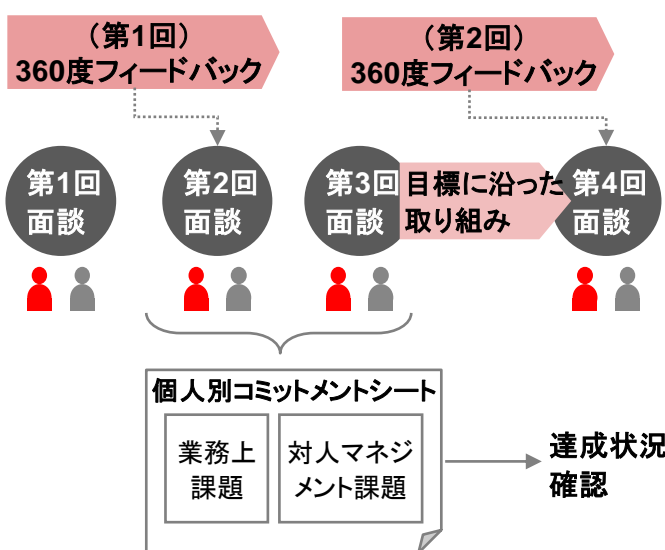 （第1回）
360度フィードバック
（第2回）
360度フィードバック
第1回
面談
第2回
面談
第3回
面談
目標に沿った
取り組み
第4回
面談
個人別コミットメントシート
業務上
課題
対人マネジ
メント課題
達成状況
確認